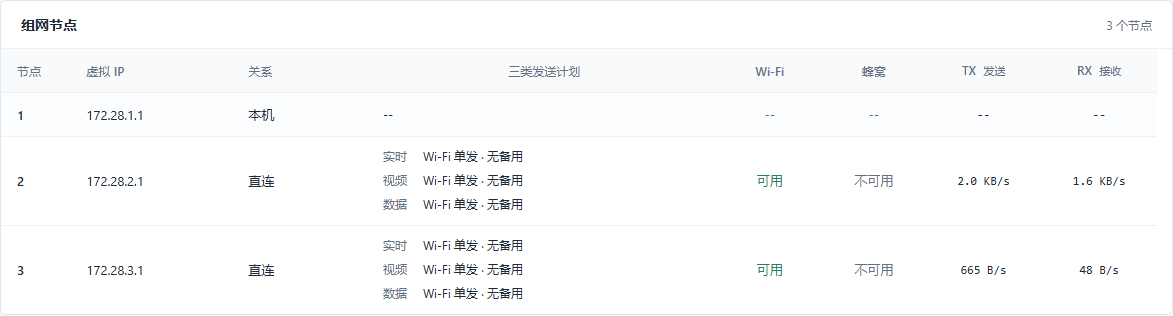 组网节点 3 个节点
节点 虚拟 IP 关系 三类发送计划 Wi-Fi 蜂窝 TX 发送 RX 接收
1 172.28.1.1 本机 -- -- -- -- --
实时 Wi-Fi 单发 · 无备用
2 172.28.2.1 直连 视频 Wi-Fi 单发 · 无备用 可用 不可用 2.0 KB/s 1.6 KB/s
数据 Wi-Fi 单发 · 无备用
实时 Wi-Fi 单发 · 无备用
3 172.28.3.1 直连 视频 Wi-Fi 单发 · 无备用 可用 不可用 665 B/s 48 B/s
数据 Wi-Fi 单发 · 无备用